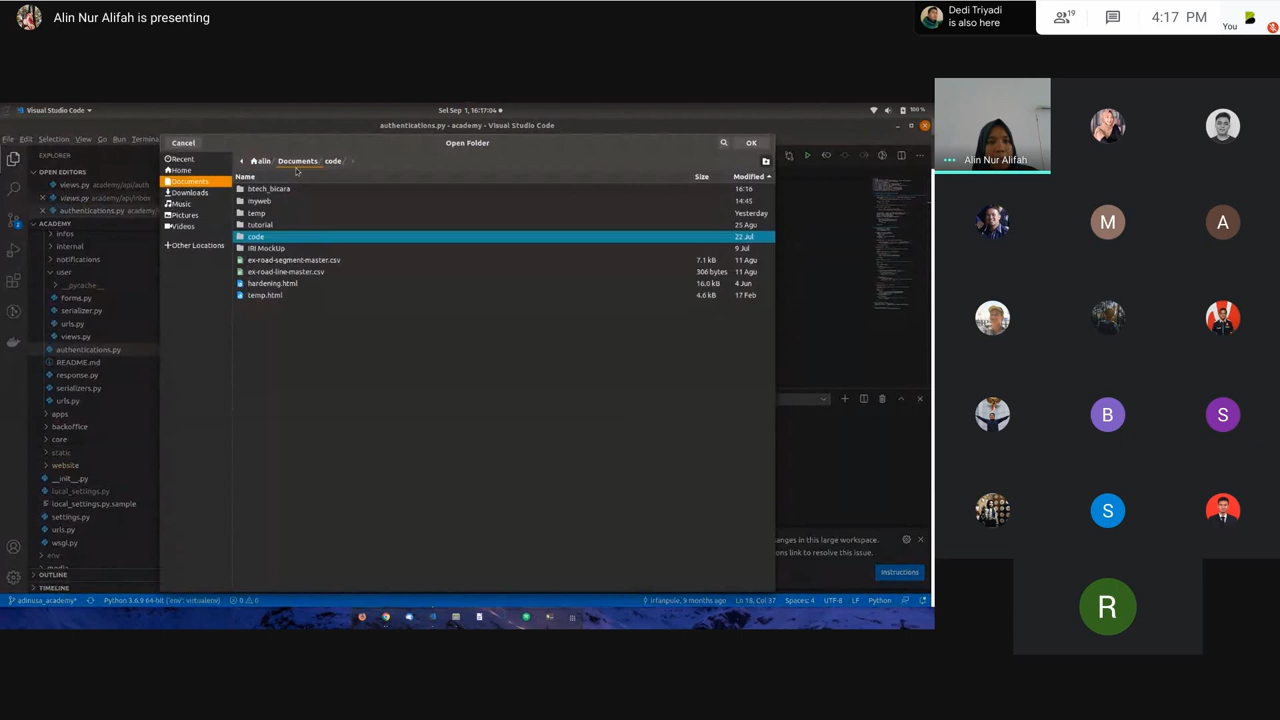 Alin Nur Alifah is presenting
Dedi Triyadi
is also here
19
4:17 PM
You
Visual Studio Code
Sel Sep 1, 16:17:04
100 %
authentications.py - academy - Visual Studio Code
File Edit Selection View Go Run Terminal
Cancel
Open Folder
OK
EXPLORER
OPEN EDITORS
views.py academy/api/auth
views.py academy/api/inbox
authentications.py academy/
ACADEMY
infos
internal
notifications
user
__pycache__
forms.py
serializer.py
urls.py
views.py
authentications.py
README.md
response.py
serializers.py
urls.py
apps
backoffice
core
static
website
__init__.py
local_settings.py
local_settings.py.sample
settings.py
urls.py
wsgi.py
env
media
OUTLINE
TIMELINE
Recent
Home
Documents
Downloads
Music
Pictures
Videos
Other Locations
alin Documents code
Name Size Modified
btech_bicara 16:16
myweb 14:45
temp Yesterday
tutorial 25 Agu
code 22 Jul
IRI MockUp 9 Jul
ex-road-segment-master.csv 7.1 kB 11 Agu
ex-road-line-master.csv 306 bytes 11 Agu
hardening.html 16.0 kB 4 Jun
temp.html 4.6 kB 17 Feb
anges in this large workspace.
ons link to resolve this issue.
Instructions
adinusa_academy* Python 3.6.9 64-bit ('env': virtualenv) 0 0 irfanpule, 9 months ago Ln 18, Col 37 Spaces: 4 UTF-8 LF Python
Alin Nur Alifah
M
A
B
S
S
R